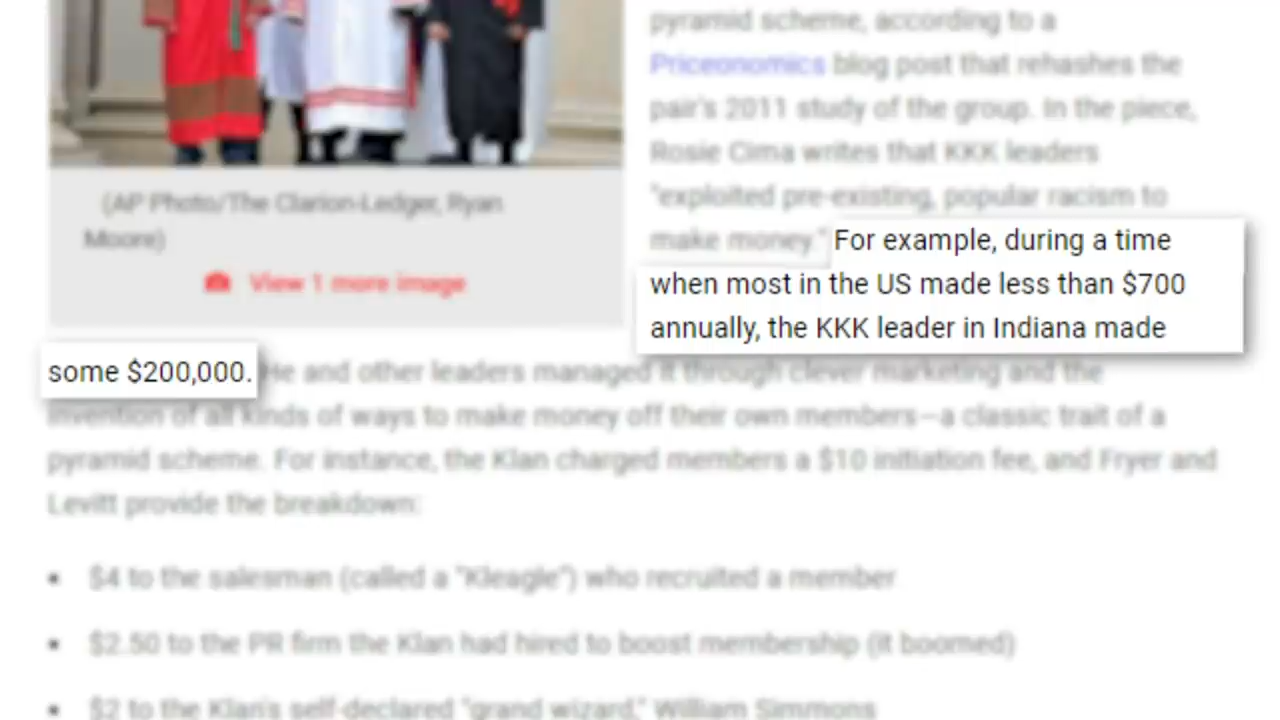 pyramid scheme, according to a
Priceonomics blog post that rehashes the
pair's 2011 study of the group. In the piece,
Rosie Cima writes that KKK leaders
"exploited pre-existing, popular racism to
make money." For example, during a time
when most in the US made less than $700
annually, the KKK leader in Indiana made
(AP Photo/The Clarion-Ledger, Ryan
Moore)
View 1 more image
some $200,000. He and other leaders managed it through clever marketing and the
invention of all kinds of ways to make money off their own members—a classic trait of a
pyramid scheme. For instance, the Klan charged members a $10 initiation fee, and Fryer and
Levitt provide the breakdown:
• $4 to the salesman (called a "Kleagle") who recruited a member
• $2.50 to the PR firm the Klan had hired to boost membership (it boomed)
• $2 to the Klan's self-declared "grand wizard," William Simmons